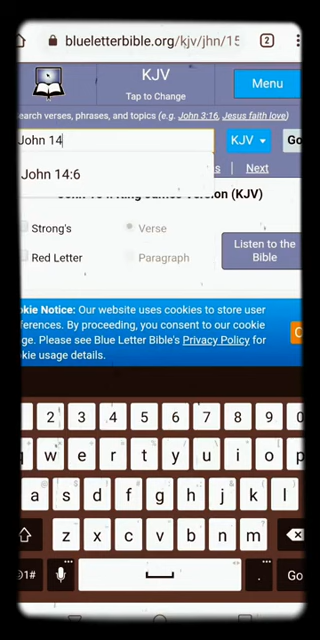 blueletterbible.org/kjv/jhn/15
2
KJV
Tap to Change
Menu
earch verses, phrases, and topics (e.g. John 3:16, Jesus faith love)
John 14
KJV
Go
John 14:6
s | Next
(KJV)
Strong's
Verse
Red Letter
Paragraph
Listen to the
Bible
okie Notice: Our website uses cookies to store user
ferences. By proceeding, you consent to our cookie
ge. Please see Blue Letter Bible's Privacy Policy for
kie usage details.
2 3 4 5 6 7 8 9 0
q w e r t y u i o p
a s d f g h j k l
z x c v b n m
1#
.
Go